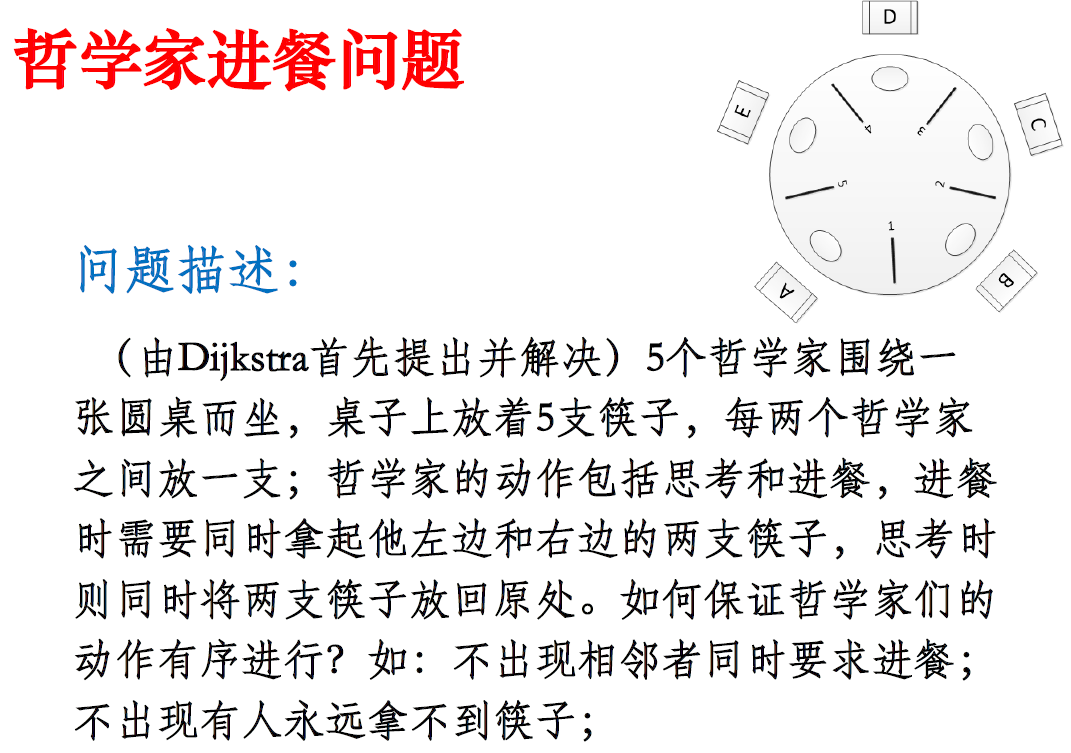 哲学家进餐问题
D
E
C
4
3
5
2
1
A
B
问题描述：
（由Dijkstra首先提出并解决）5个哲学家围绕一
张圆桌而坐，桌子上放着5支筷子，每两个哲学家
之间放一支；哲学家的动作包括思考和进餐，进餐
时需要同时拿起他左边和右边的两支筷子，思考时
则同时将两支筷子放回原处。如何保证哲学家们的
动作有序进行？如：不出现相邻者同时要求进餐；
不出现有人永远拿不到筷子；